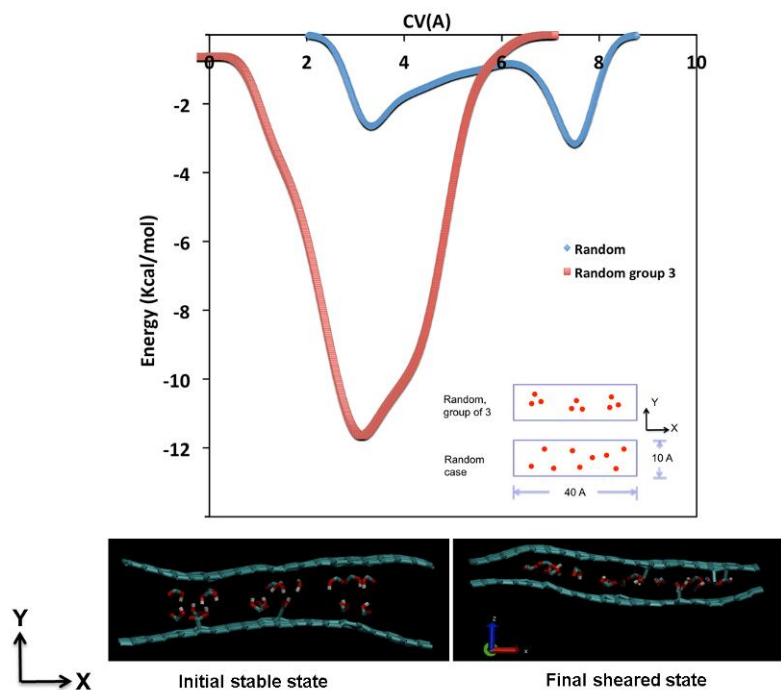 CV(A)
0 2 4 6 8 10
-2
-4
-6
-8
-10
-12
Energy (Kcal/mol)
Random
Random group 3
Random,
group of 3
Y
X
Random
case
10 A
40 A
Y
X
z
x
Initial stable state
Final sheared state